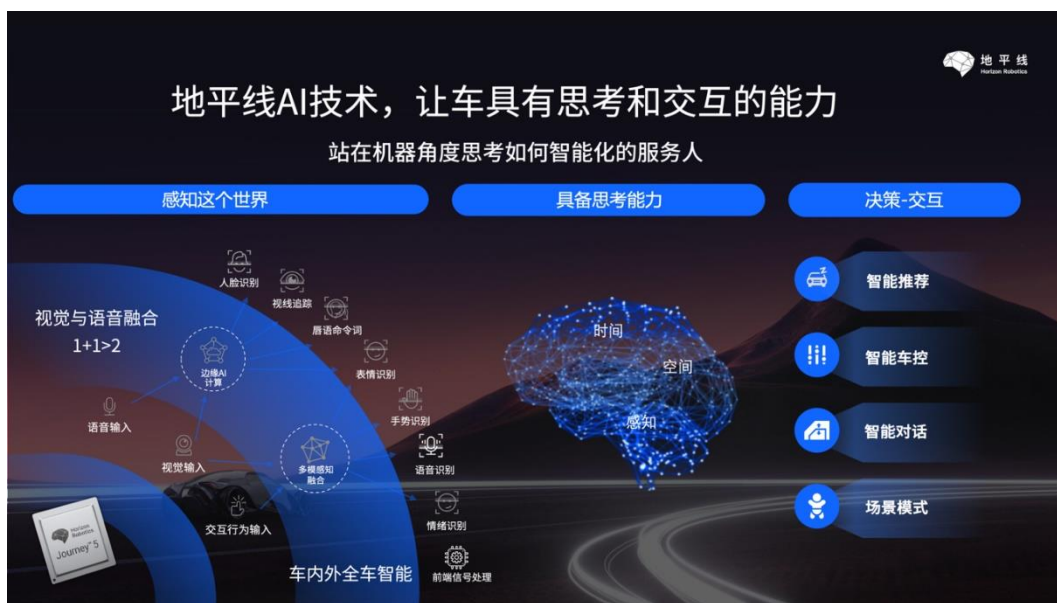 地平线
Horizon Robotics
地平线AI技术，让车具有思考和交互的能力
站在机器角度思考如何智能化的服务人
感知这个世界
具备思考能力
决策-交互
视觉与语音融合
1+1>2
人脸识别
视线追踪
唇语命令词
边缘AI
计算
表情识别
语音输入
手势识别
视觉输入
多模感知
融合
语音识别
交互行为输入
情绪识别
车内外全车智能
前端信号处理
Horizon
Robotics
Journey™ 5
时间
空间
感知
智能推荐
智能车控
智能对话
场景模式